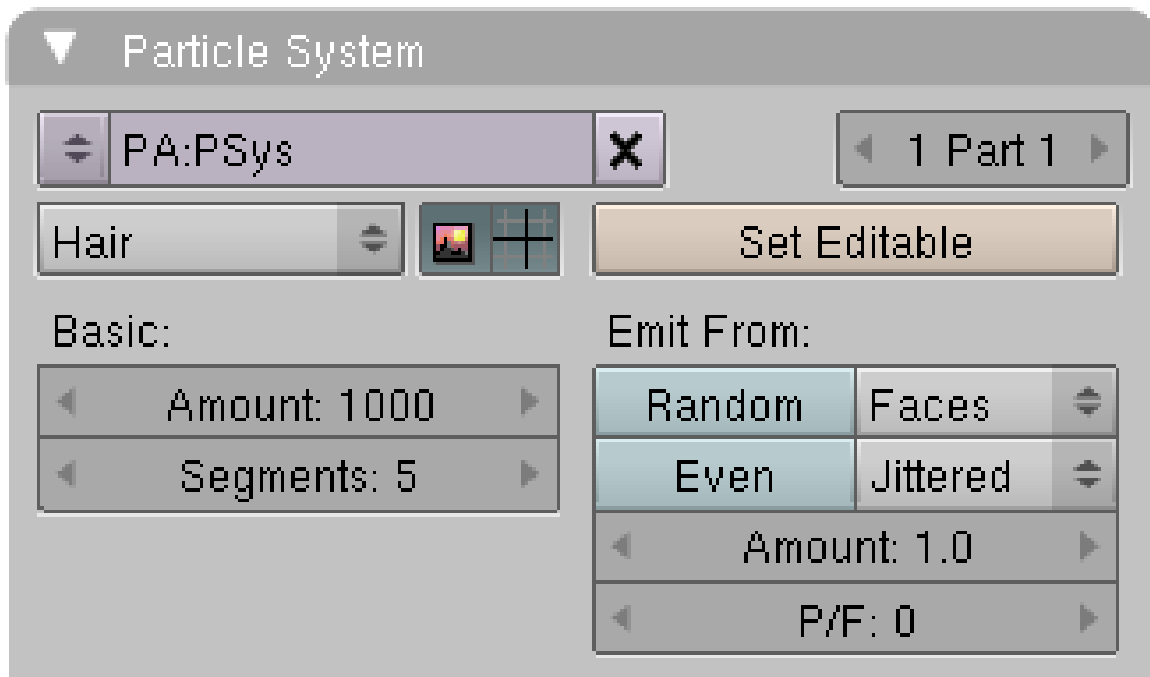 Particle System
PA:PSys
1 Part 1
Hair
Set Editable
Basic:
Emit From:
Amount: 1000
Random
Faces
Segments: 5
Even
Jittered
Amount: 1.0
P/F: 0